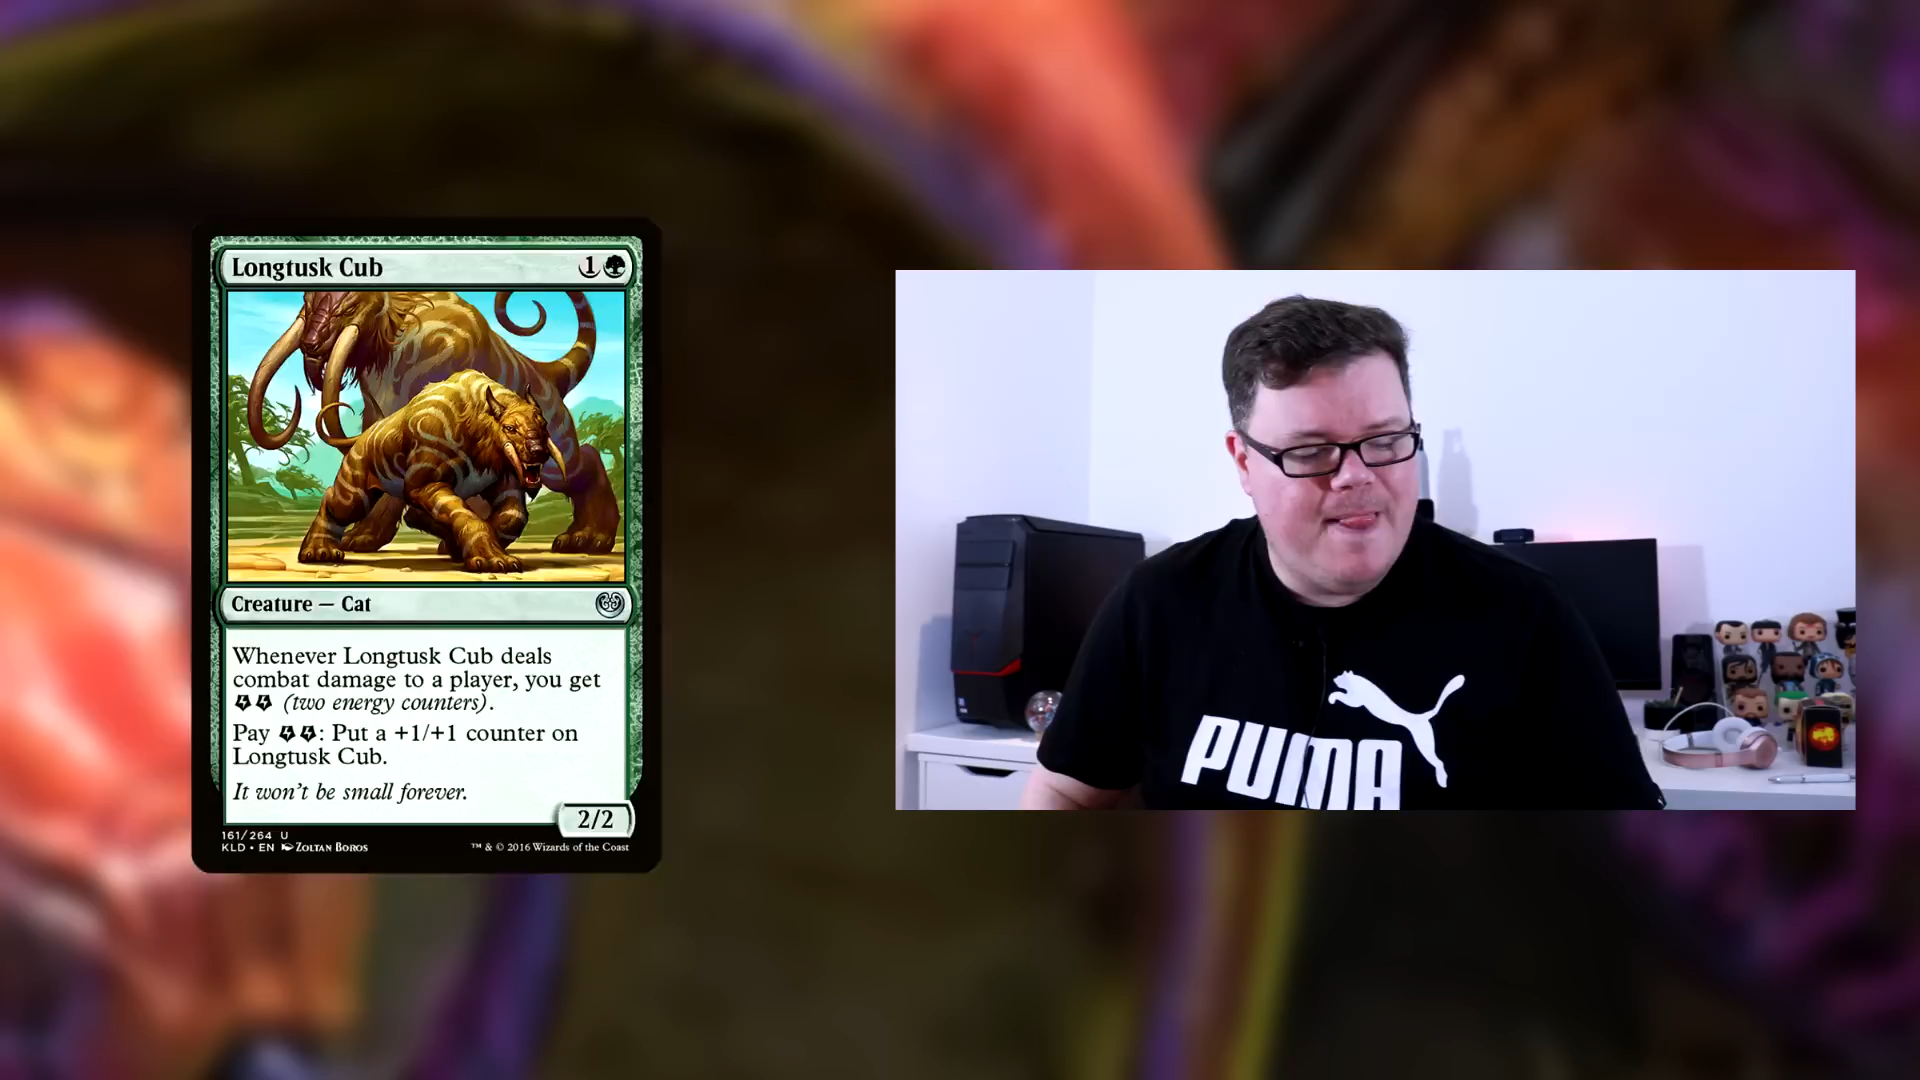 Longtusk Cub 1
Creature — Cat
Whenever Longtusk Cub deals
combat damage to a player, you get
(two energy counters).
Pay : Put a +1/+1 counter on
Longtusk Cub.
It won't be small forever.
2/2
161/264 U
KLD • EN Zoltan Boros
™ & © 2016 Wizards of the Coast
PUMA